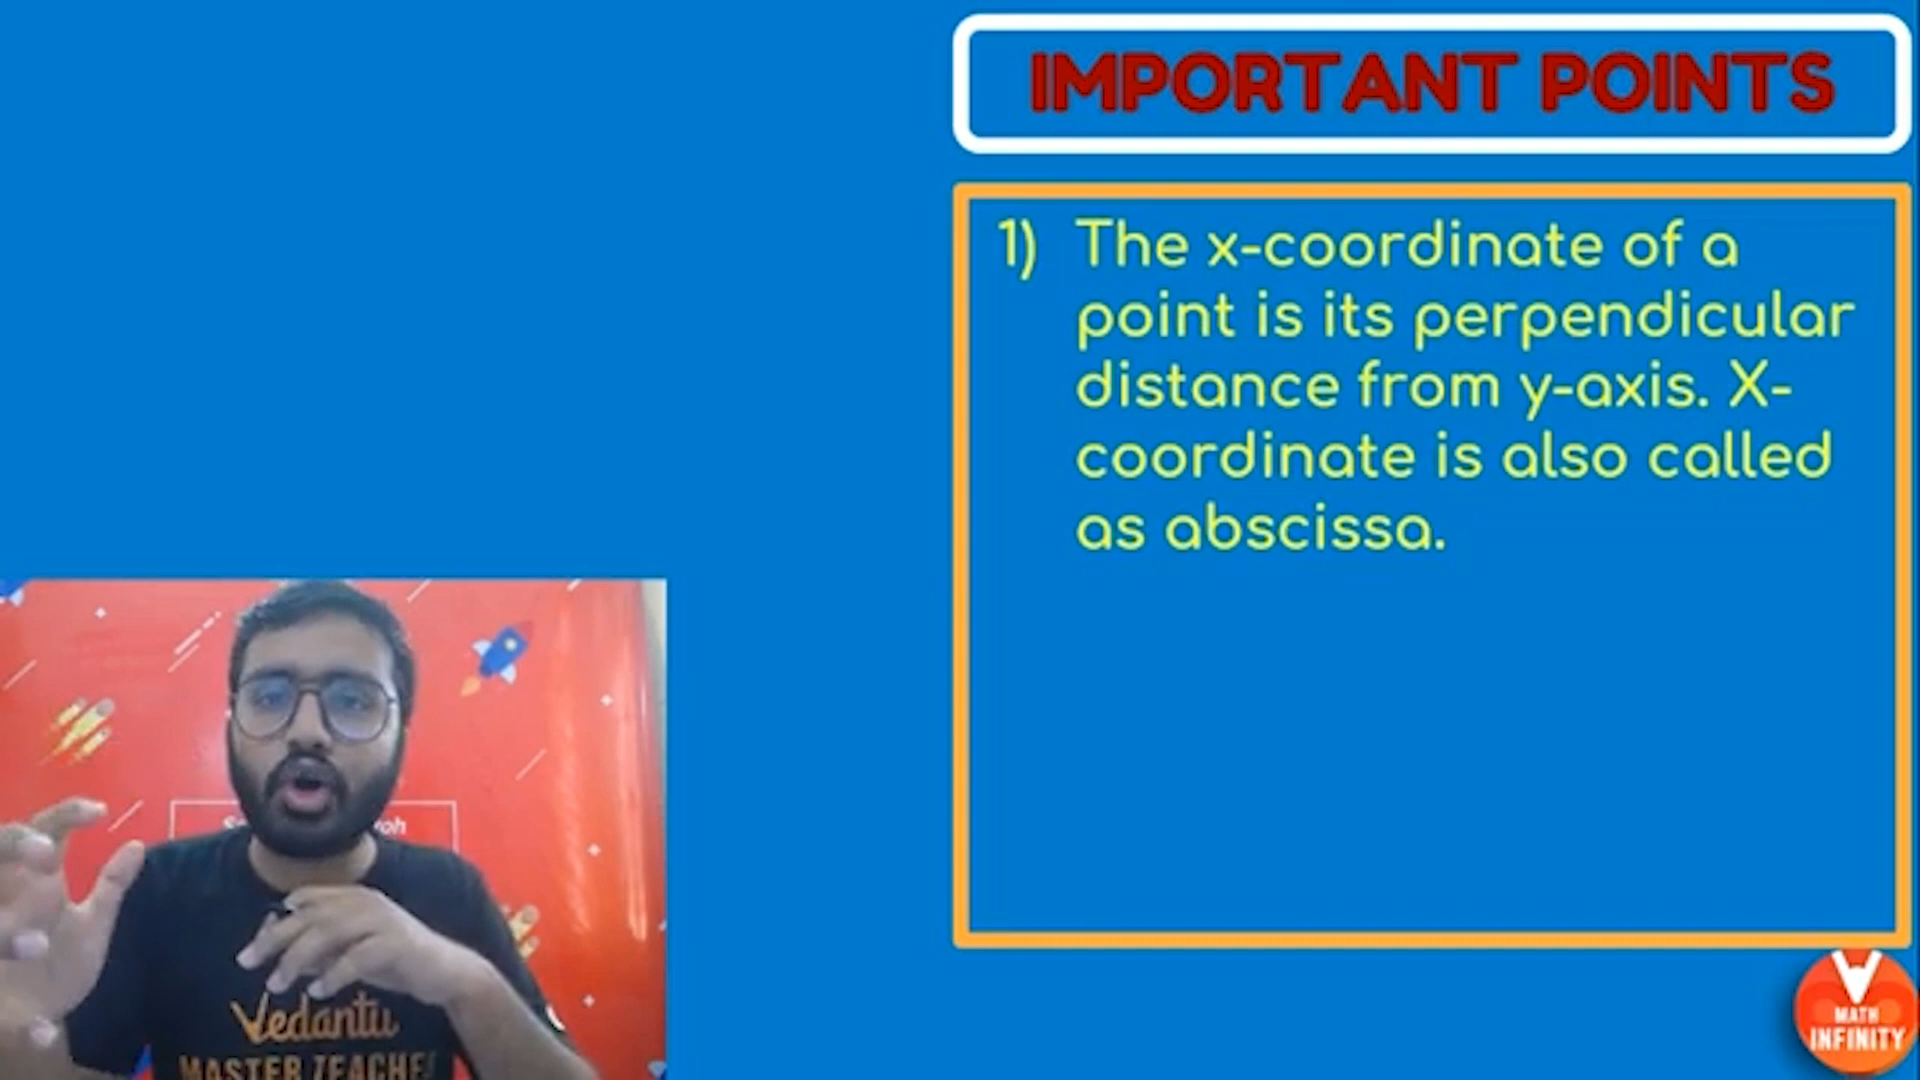 IMPORTANT POINTS
1) The x-coordinate of a
point is its perpendicular
distance from y-axis. X-
coordinate is also called
as abscissa.
Vedantu
MASTER TEACHE
MATH
INFINITY